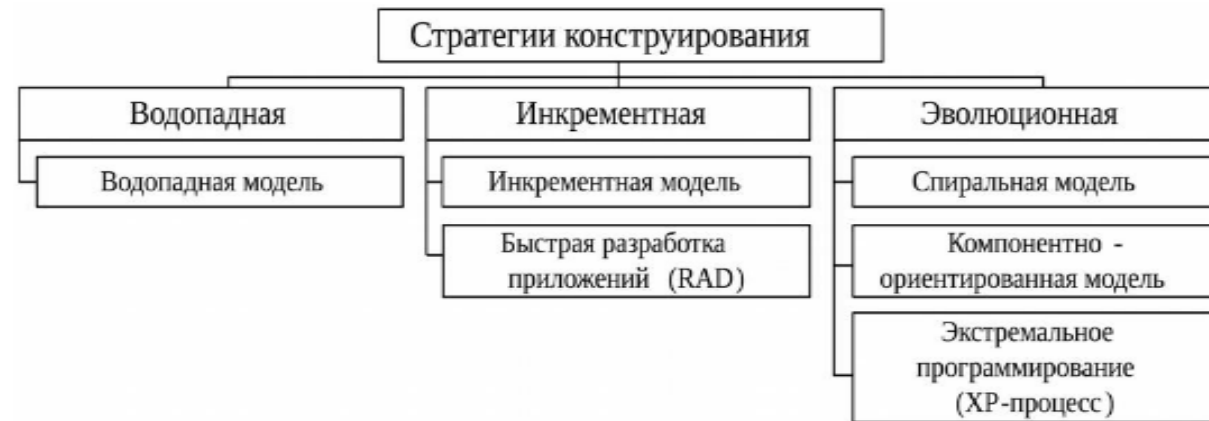 Стратегии конструирования
Водопадная
Инкрементная
Эволюционная
Водопадная модель
Инкрементная модель
Спиральная модель
Быстрая разработка
приложений (RAD)
Компонентно -
ориентированная модель
Экстремальное
программирование
(XP-процесс)